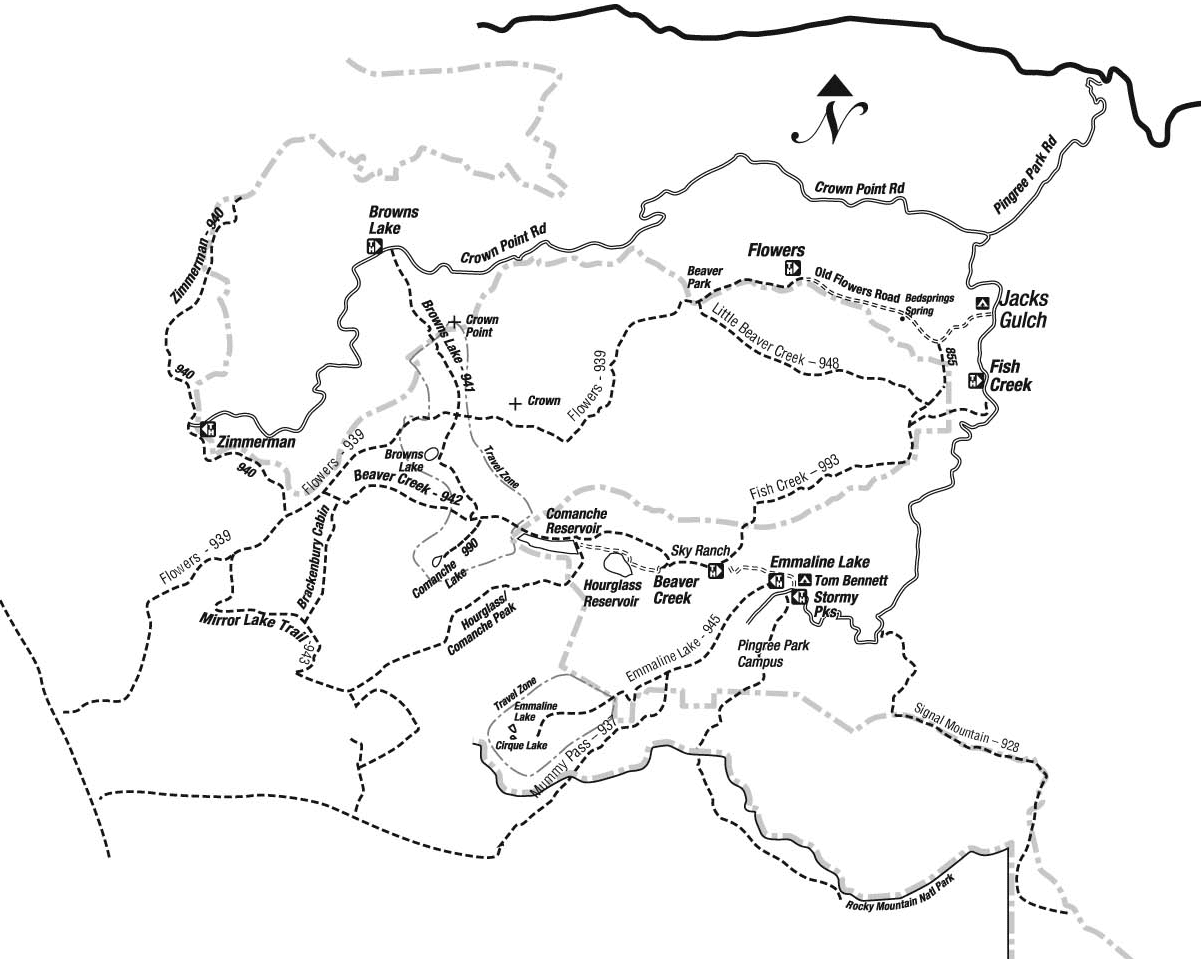 N
Pingree Park Rd
Crown Point Rd
Zimmerman - 940
Browns
Lake
Crown Point Rd
Flowers
Beaver
Park
Old Flowers Road
Bedsprings
Spring
Jacks
Gulch
Browns Lake - 941
Crown
Point
Little Beaver Creek – 948
855
Fish
Creek
940
Flowers - 939
Crown
Zimmerman
940
Flowers - 939
Browns
Lake
Travel Zone
Beaver Creek - 942
Fish Creek – 993
Comanche
Reservoir
Flowers - 939
Brackenbury Cabin
990
Sky Ranch
Emmaline Lake
Comanche
Lake
Hourglass
Reservoir
Beaver
Creek
Tom Bennett
Stormy
Pks
Mirror Lake Trail
-943
Hourglass/
Comanche Peak
Emmaline Lake - 945
Pingree Park
Campus
Travel Zone
Emmaline
Lake
Cirque Lake
Mummy Pass – 937
Signal Mountain – 928
Rocky Mountain Natl Park